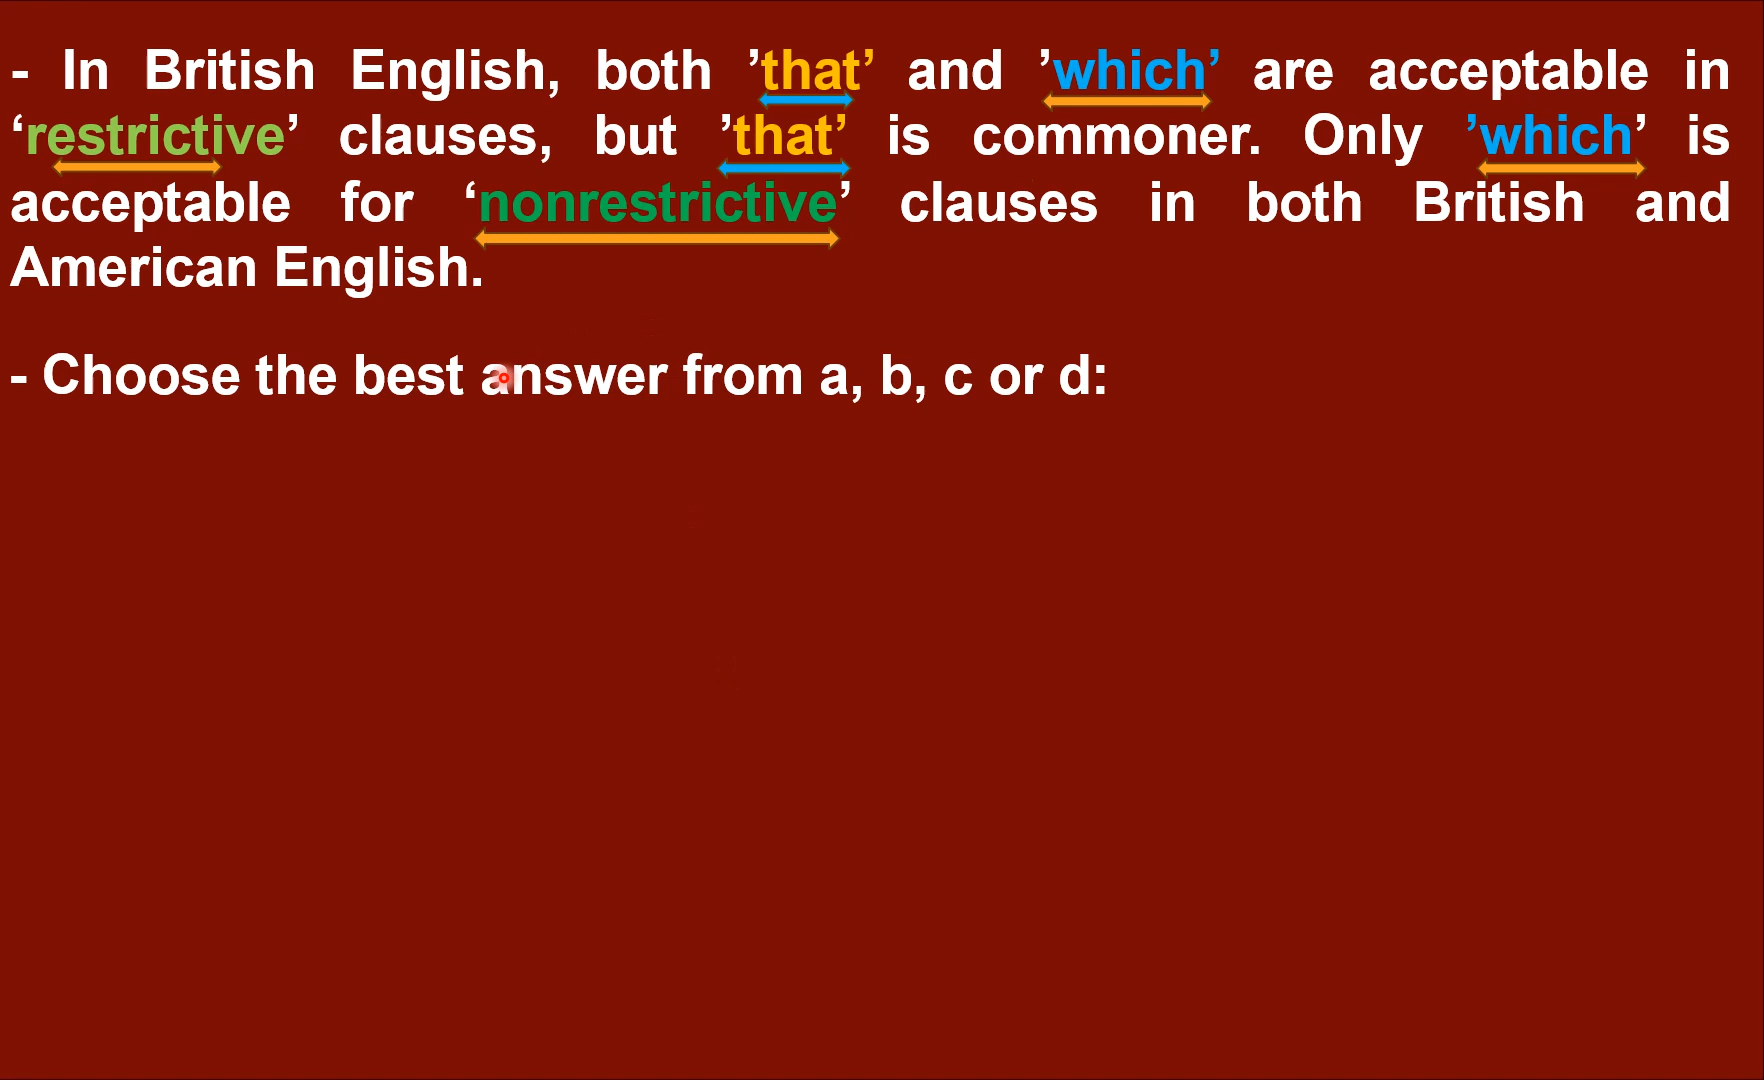 - In British English, both ’that’ and ’which’ are acceptable in
‘restrictive’ clauses, but ’that’ is commoner. Only ’which’ is
acceptable for ‘nonrestrictive’ clauses in both British and
American English.
- Choose the best answer from a, b, c or d: